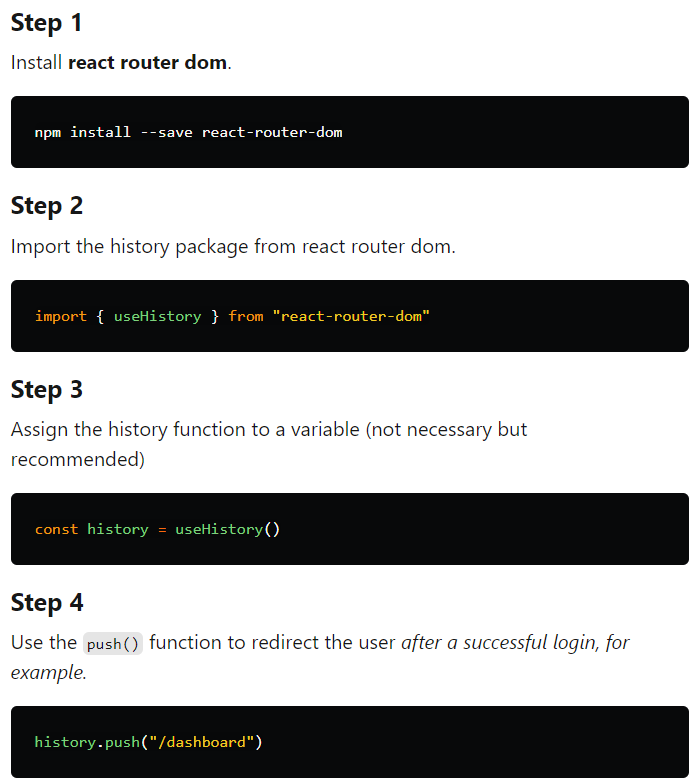 Step 1
Install react router dom.
npm install --save react-router-dom
Step 2
Import the history package from react router dom.
import { useHistory } from "react-router-dom"
Step 3
Assign the history function to a variable (not necessary but
recommended)
const history = useHistory()
Step 4
Use the push() function to redirect the user after a successful login, for
example.
history.push("/dashboard")